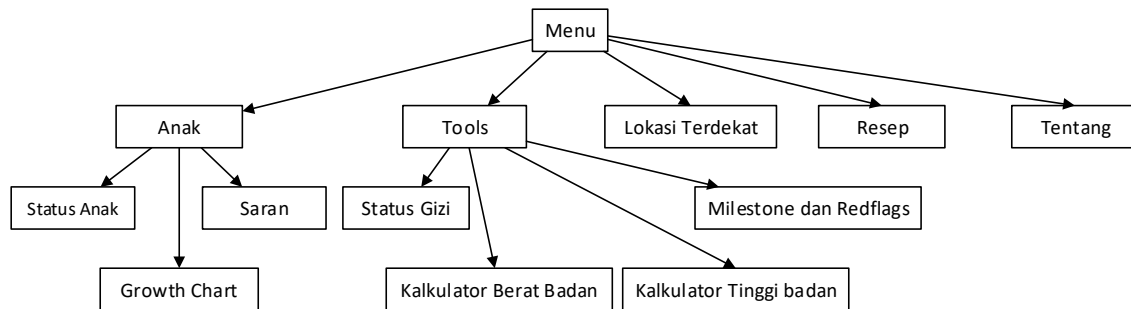 Menu
Anak
Tools
Lokasi Terdekat
Resep
Tentang
Status Anak
Saran
Status Gizi
Milestone dan Redflags
Growth Chart
Kalkulator Berat Badan
Kalkulator Tinggi badan